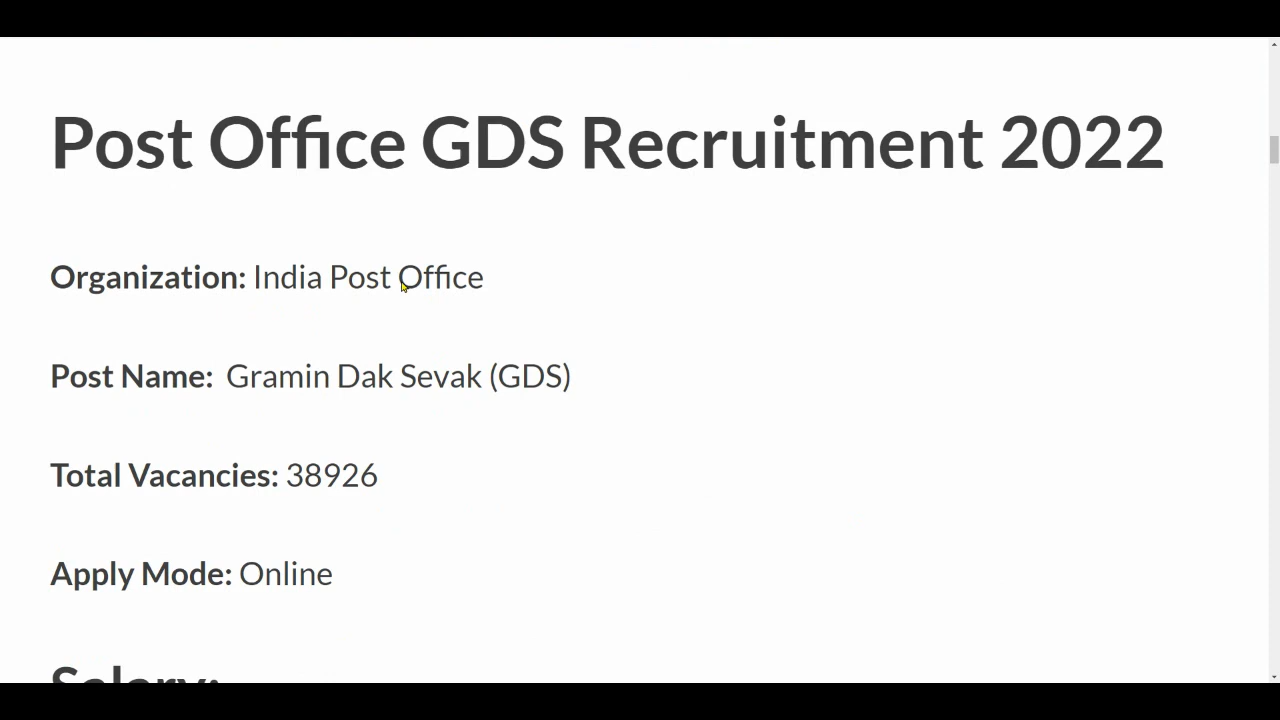 Post Office GDS Recruitment 2022
Organization: India Post Office
Post Name: Gramin Dak Sevak (GDS)
Total Vacancies: 38926
Apply Mode: Online
Salary: